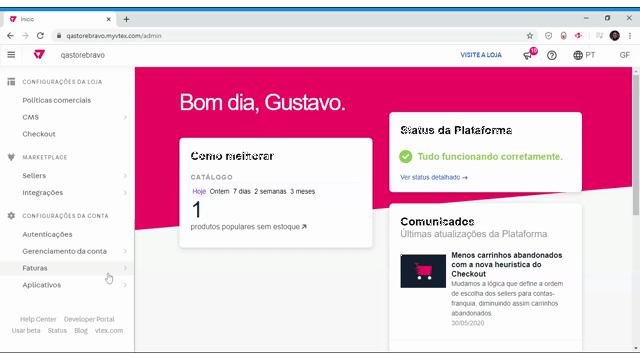 Início
qastorebravo.myvtex.com/admin
qastorebravo
VISITE A LOJA
19
PT
GF
CONFIGURAÇÕES DA LOJA
Políticas comerciais
CMS
Checkout
MARKETPLACE
Sellers
Integrações
CONFIGURAÇÕES DA CONTA
Autenticações
Gerenciamento da conta
Faturas
Aplicativos
Help Center Developer Portal
Usar beta Status Blog vtex.com
Bom dia, Gustavo.
Como melhorar
CATÁLOGO
Hoje Ontem 7 dias 2 semanas 3 meses
1
produtos populares sem estoque
Status da Plataforma
Tudo funcionando corretamente.
Ver status detalhado →
Comunicados
Últimas atualizações da Plataforma
Menos carrinhos abandonados
com a nova heurística do
Checkout
Mudamos a lógica que define a ordem
de escolha dos sellers para contas-
franquia, diminuindo assim carrinhos
abandonados
30/05/2020